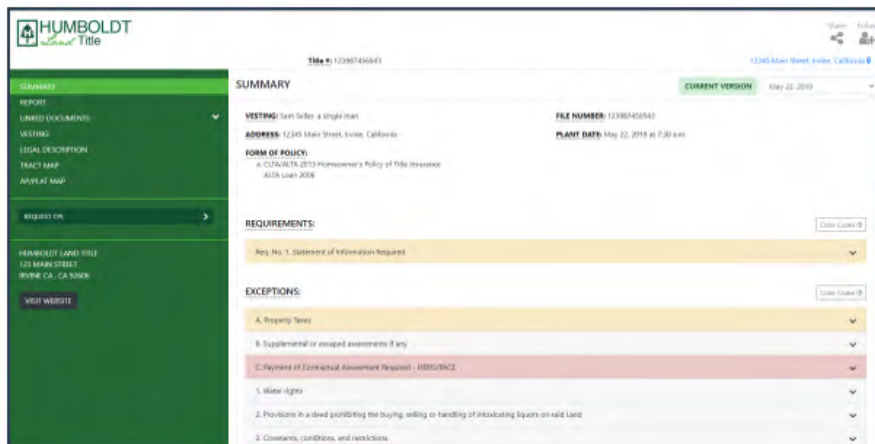 HUMBOLDT
Land Title
Share Follow
Title #: 123987456543
12345 Main Street, Irvine, California
SUMMARY
REPORT
LINKED DOCUMENTS
VESTING
LEGAL DESCRIPTION
TRACT MAP
AP/PLAT MAP
REQUEST CPL
HUMBOLDT LAND TITLE
123 MAIN STREET
IRVINE CA , CA 92606
VISIT WEBSITE
SUMMARY
CURRENT VERSION May 22, 2019
VESTING: Sam Seller, a single man
FILE NUMBER: 123987456543
ADDRESS: 12345 Main Street, Irvine, California
PLANT DATE: May 22, 2019 at 7:30 a.m.
FORM OF POLICY:
a. CLTA/ALTA 2013 Homeowner's Policy of Title Insurance
ALTA Loan 2006
REQUIREMENTS:
Color Codes
Req. No. 1. Statement of Information Required
EXCEPTIONS:
Color Codes
A. Property Taxes
B. Supplemental or escaped assessments if any
C. Payment of Contractual Assessment Required - HERO/PACE
1. Water rights
2. Provisions in a deed prohibiting the buying, selling or handling of intoxicating liquors on said Land
3. Covenants, conditions, and restrictions